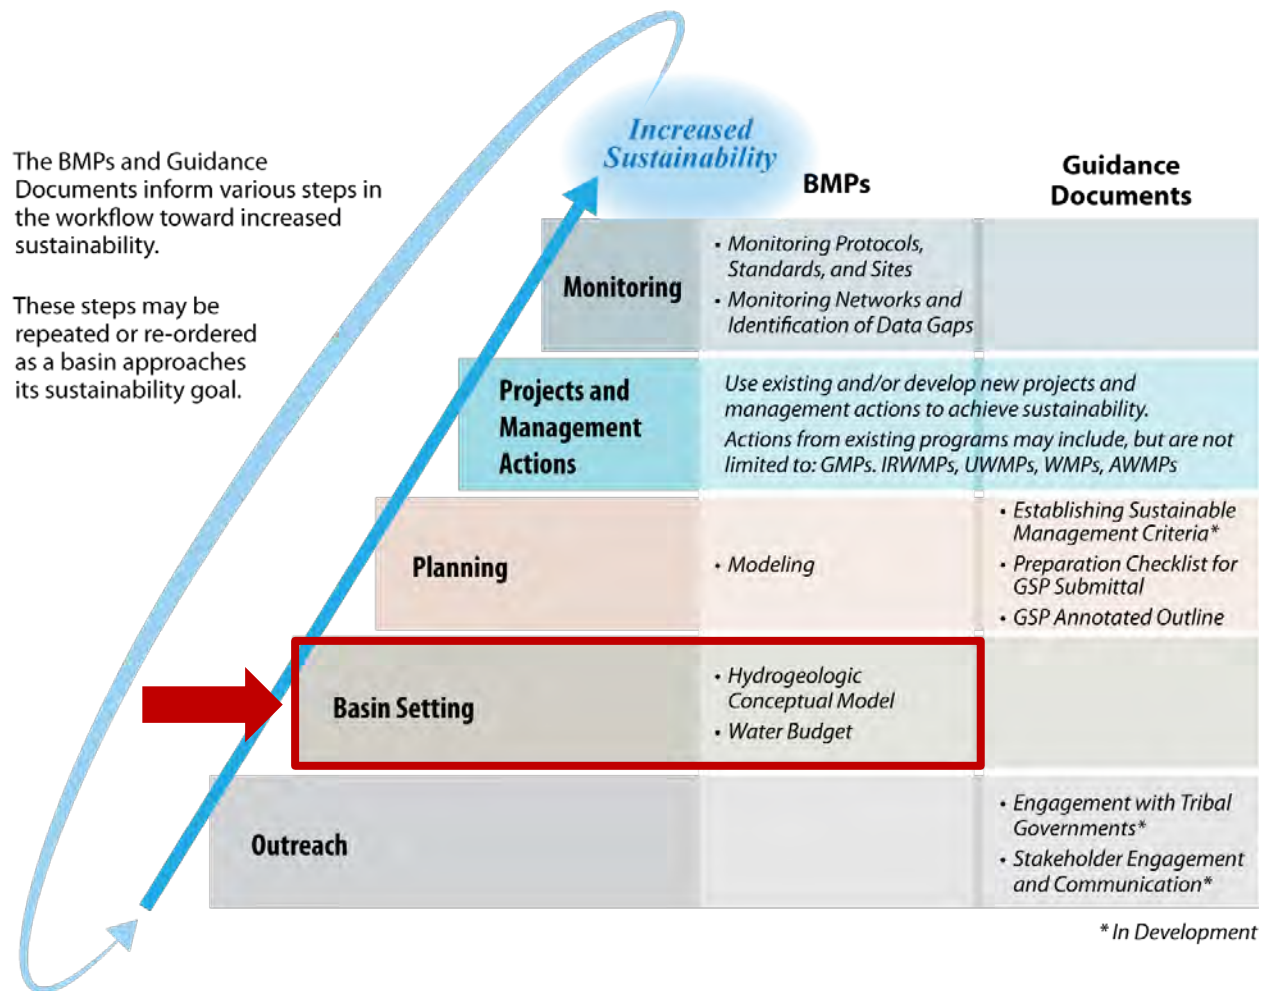 Increased
Sustainability
The BMPs and Guidance
Documents inform various steps in
the workflow toward increased
sustainability.
These steps may be
repeated or re-ordered
as a basin approaches
its sustainability goal.
BMPs
Guidance
Documents
Monitoring
• Monitoring Protocols,
Standards, and Sites
• Monitoring Networks and
Identification of Data Gaps
Projects and
Management
Actions
Use existing and/or develop new projects and
management actions to achieve sustainability.
Actions from existing programs may include, but are not
limited to: GMPs. IRWMPs, UWMPs, WMPs, AWMPs
Planning
• Modeling
• Establishing Sustainable
Management Criteria*
• Preparation Checklist for
GSP Submittal
• GSP Annotated Outline
Basin Setting
• Hydrogeologic
Conceptual Model
• Water Budget
Outreach
• Engagement with Tribal
Governments*
• Stakeholder Engagement
and Communication*
* In Development